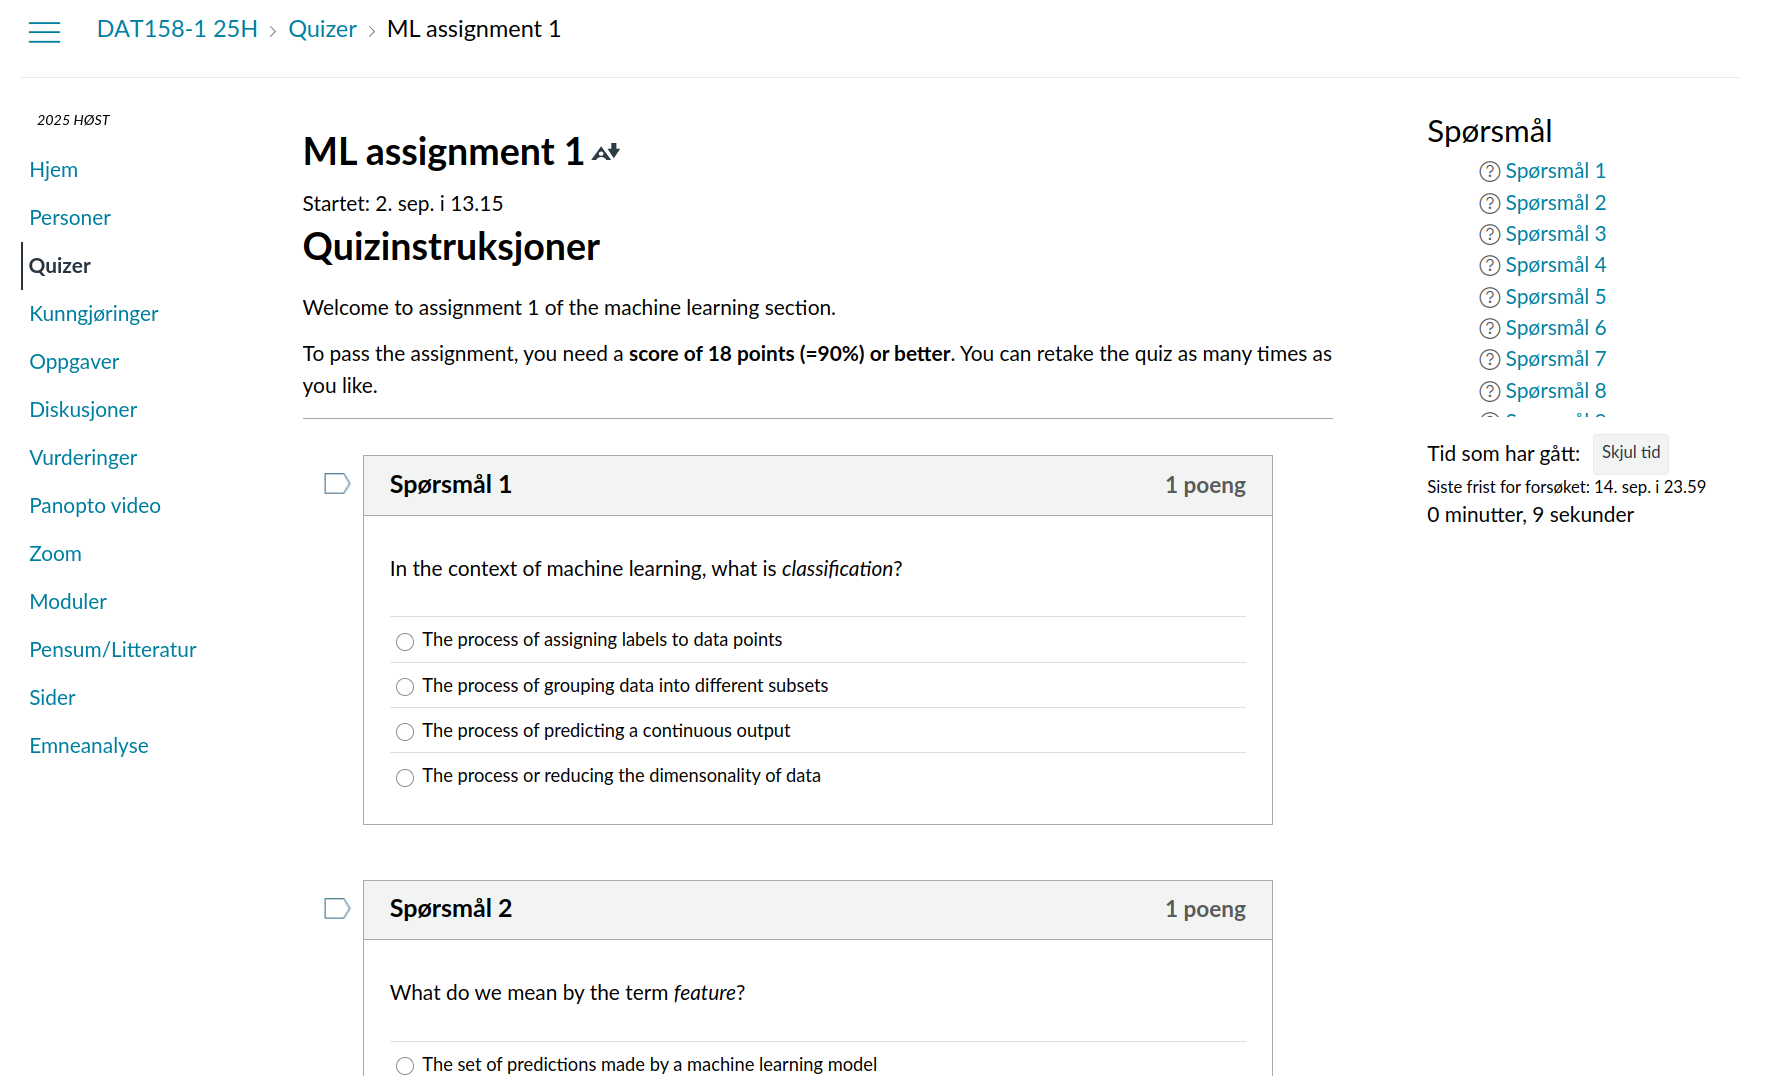 DAT158-1 25H › Quizer › ML assignment 1
2025 HØST
Hjem
Personer
Quizer
Kunngjøringer
Oppgaver
Diskusjoner
Vurderinger
Panopto video
Zoom
Moduler
Pensum/Litteratur
Sider
Emneanalyse
ML assignment 1
Startet: 2. sep. i 13.15
Quizinstruksjoner
Welcome to assignment 1 of the machine learning section.
To pass the assignment, you need a score of 18 points (=90%) or better. You can retake the quiz as many times as
you like.
Spørsmål 1
1 poeng
In the context of machine learning, what is classification?
The process of assigning labels to data points
The process of grouping data into different subsets
The process of predicting a continuous output
The process or reducing the dimensonality of data
Spørsmål 2
1 poeng
What do we mean by the term feature?
The set of predictions made by a machine learning model
Spørsmål
Spørsmål 1
Spørsmål 2
Spørsmål 3
Spørsmål 4
Spørsmål 5
Spørsmål 6
Spørsmål 7
Spørsmål 8
Tid som har gått: Skjul tid
Siste frist for forsøket: 14. sep. i 23.59
0 minutter, 9 sekunder